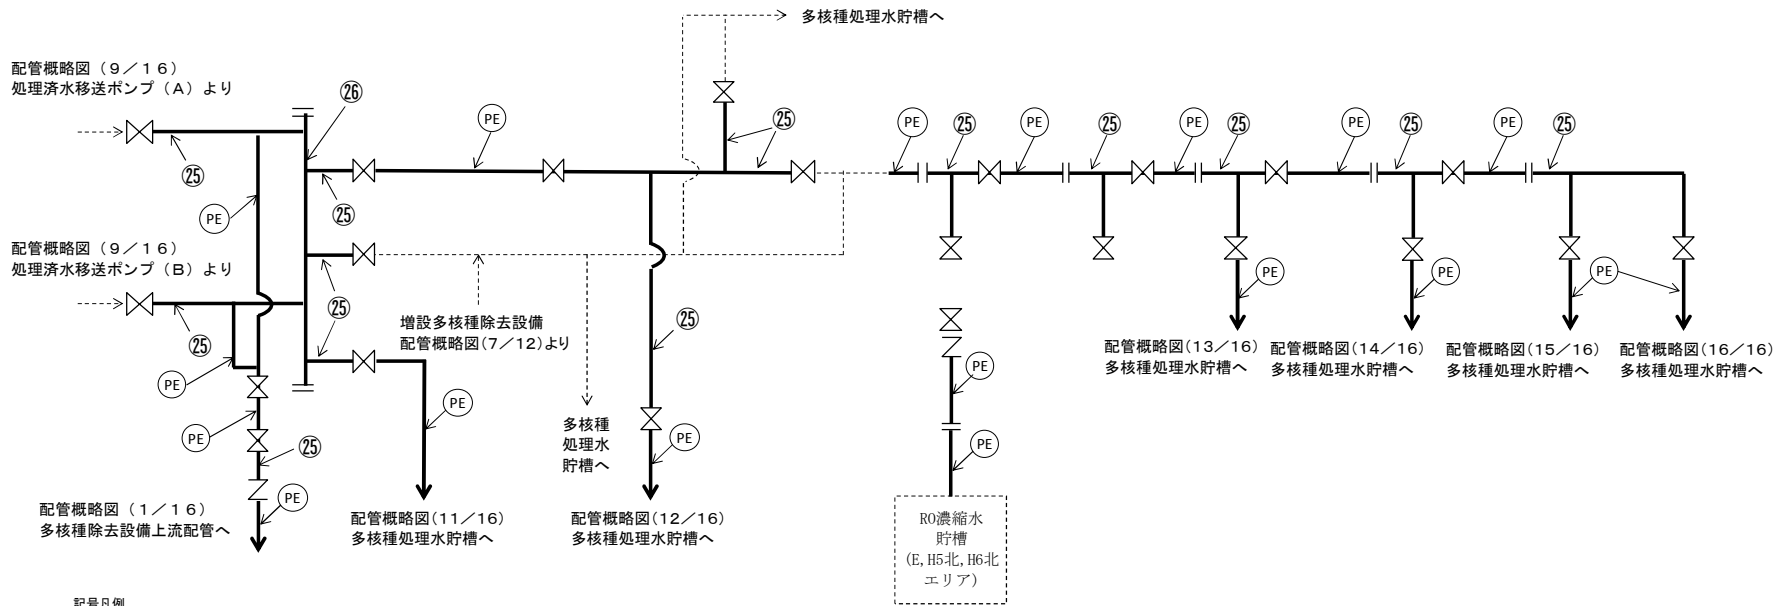 多核種処理水貯槽へ
配管概略図（9／16）
処理済水移送ポンプ（A）より
㉖
PE
㉕
PE
㉕
PE
㉕
PE
㉕
PE
㉕
PE
㉕
㉕
PE
㉕
配管概略図（9／16）
処理済水移送ポンプ（B）より
PE
PE
PE
㉕
㉕
㉕
増設多核種除去設備
配管概略図(7／12)より
配管概略図(13／16)
多核種処理水貯槽へ
配管概略図(14／16)
多核種処理水貯槽へ
配管概略図(15／16)
多核種処理水貯槽へ
配管概略図(16／16)
多核種処理水貯槽へ
PE
PE
PE
多核種
処理水
貯槽へ
PE
PE
PE
㉕
PE
配管概略図（1／16）
多核種除去設備上流配管へ
配管概略図(11／16)
多核種処理水貯槽へ
配管概略図(12／16)
多核種処理水貯槽へ
RO濃縮水
貯槽
(E,H5北,H6北
エリア)
記号凡例